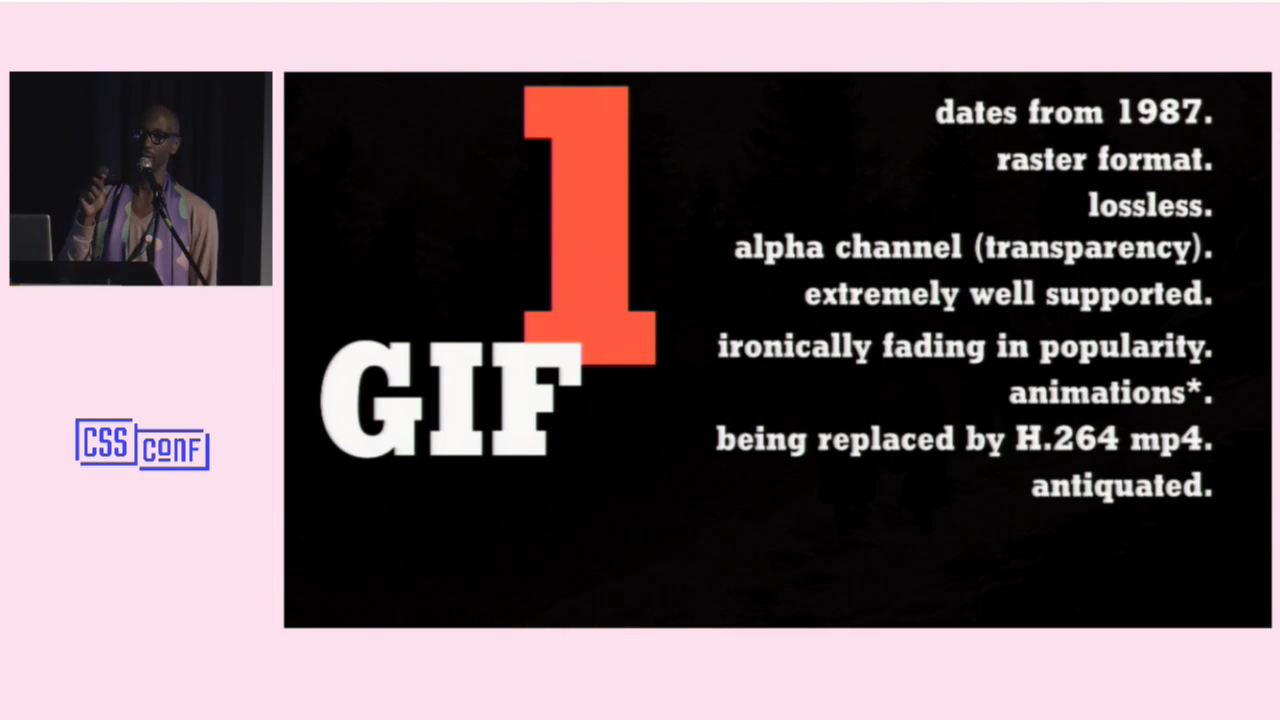 1
GIF
dates from 1987.
raster format.
lossless.
alpha channel (transparency).
extremely well supported.
ironically fading in popularity.
animations*.
being replaced by H.264 mp4.
antiquated.
CSS
conf